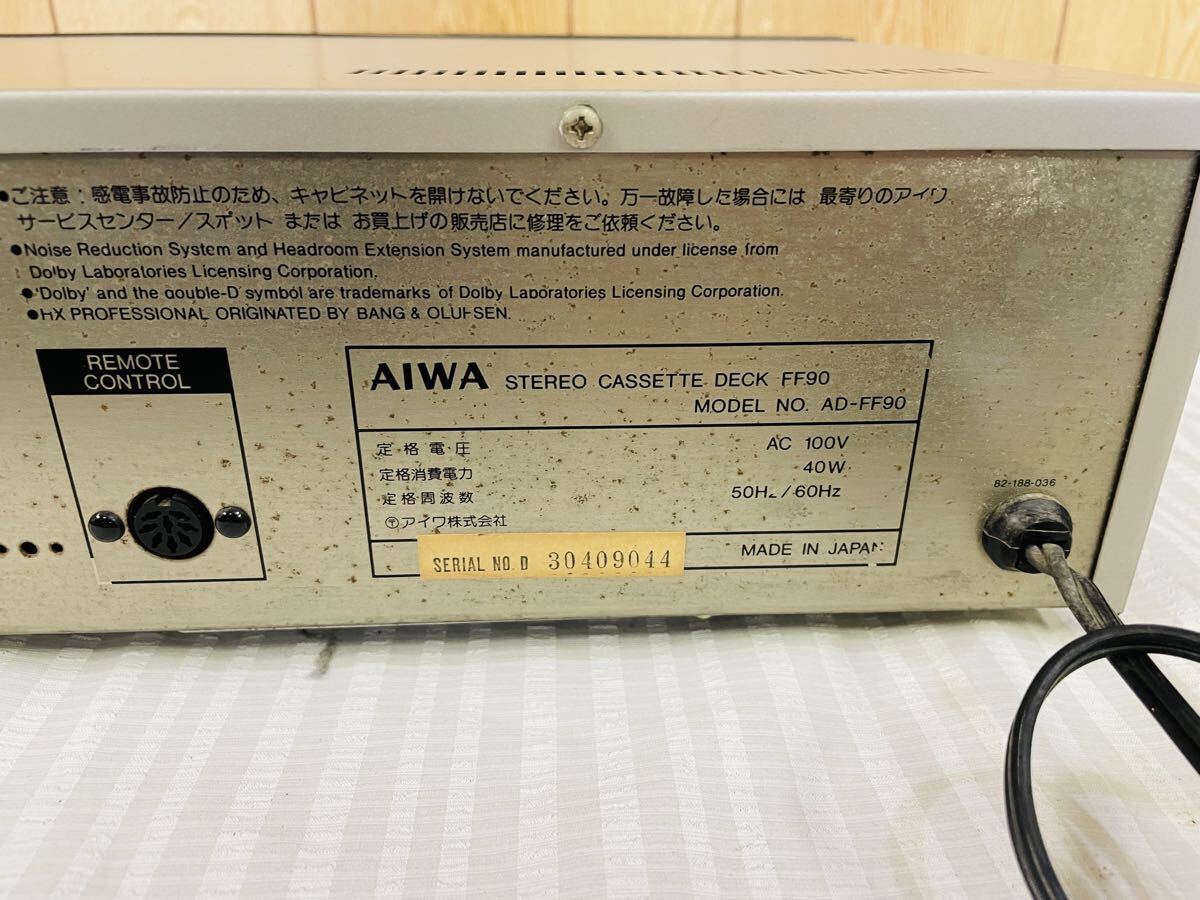 ●ご注意：感電事故防止のため、キャビネットを開けないでください。万一故障した場合には 最寄りのアイワ
サービスセンター/スポット または お買上げの販売店に修理をご依頼ください。
●Noise Reduction System and Headroom Extension System manufactured under license from
Dolby Laboratories Licensing Corporation.
●'Dolby' and the double-D symbol are trademarks of Dolby Laboratories Licensing Corporation.
●HX PROFESSIONAL ORIGINATED BY BANG & OLUFSEN.
REMOTE
CONTROL
AIWA STEREO CASSETTE DECK FF90
MODEL NO. AD-FF90
定格電圧 AC 100V
定格消費電力 40W
定格周波数 50Hz/60Hz
〶アイワ株式会社
SERIAL NO. D 30409044
MADE IN JAPAN
82-188-036